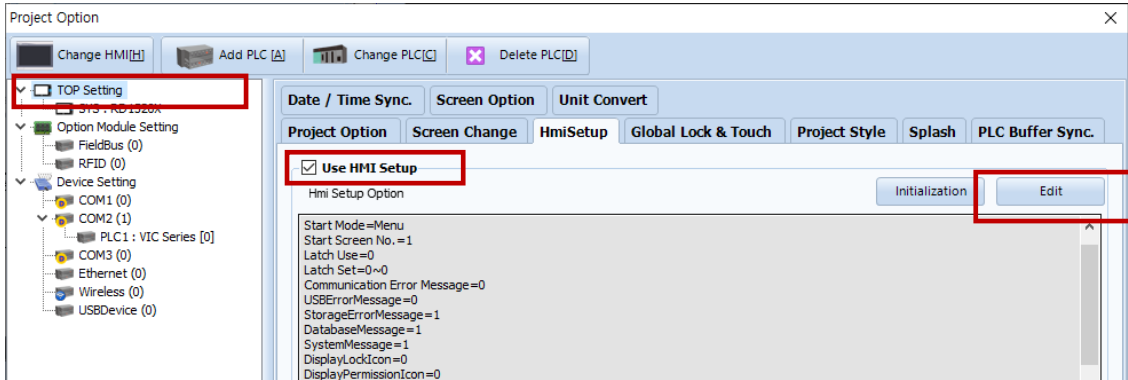 Project Option
Change HMI[H]
Add PLC [A]
Change PLC[C]
Delete PLC[D]
TOP Setting
SYS : RD1520X
Option Module Setting
FieldBus (0)
RFID (0)
Device Setting
COM1 (0)
COM2 (1)
PLC1 : VIC Series [0]
COM3 (0)
Ethernet (0)
Wireless (0)
USBDevice (0)
Date / Time Sync. Screen Option Unit Convert
Project Option Screen Change HmiSetup Global Lock & Touch Project Style Splash PLC Buffer Sync.
Use HMI Setup
Hmi Setup Option
Initialization
Edit
Start Mode=Menu
Start Screen No.=1
Latch Use=0
Latch Set=0~0
Communication Error Message=0
USBErrorMessage=0
StorageErrorMessage=1
DatabaseMessage=1
SystemMessage=1
DisplayLockIcon=0
DisplayPermissionIcon=0